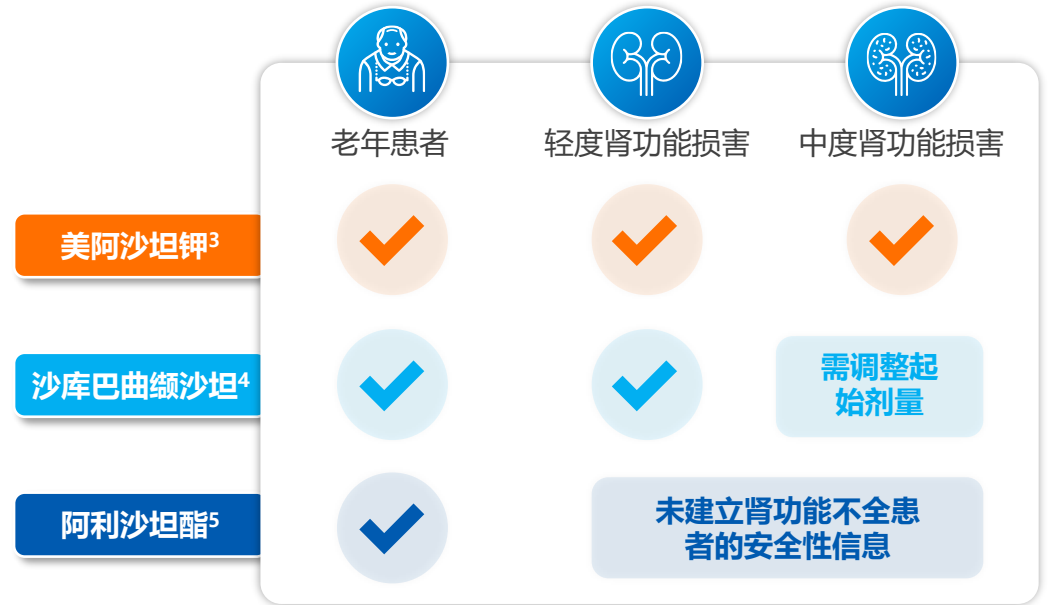 老年患者
轻度肾功能损害
中度肾功能损害
美阿沙坦钾3
沙库巴曲缬沙坦4
需调整起
始剂量
阿利沙坦酯5
未建立肾功能不全患
者的安全性信息